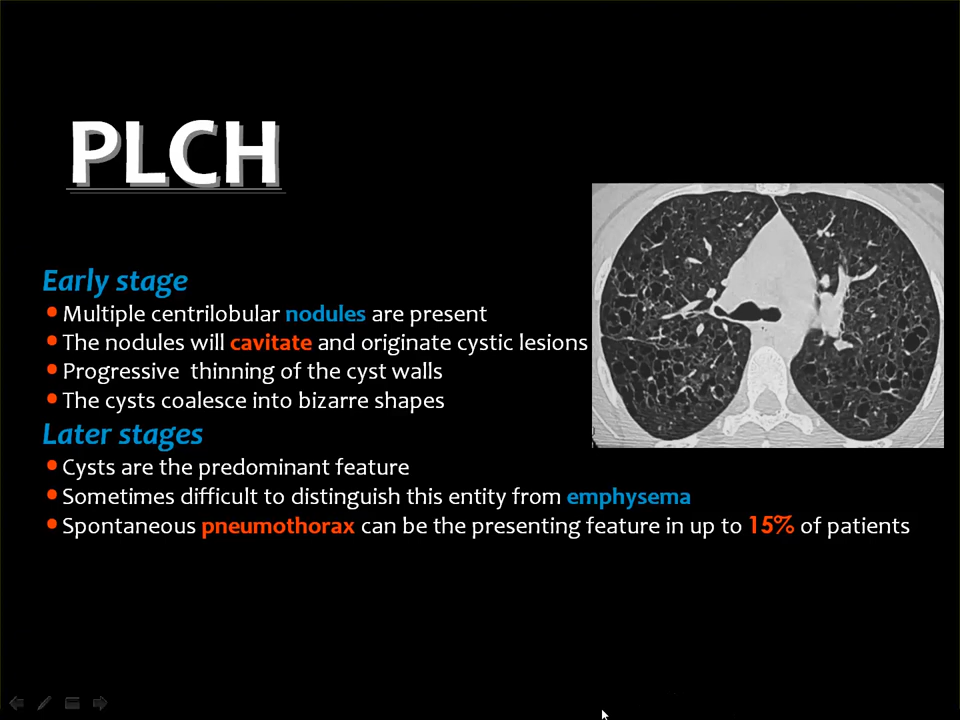 PLCH
Early stage
• Multiple centrilobular nodules are present
• The nodules will cavitate and originate cystic lesions
• Progressive thinning of the cyst walls
• The cysts coalesce into bizarre shapes
Later stages
• Cysts are the predominant feature
• Sometimes difficult to distinguish this entity from emphysema
• Spontaneous pneumothorax can be the presenting feature in up to 15% of patients